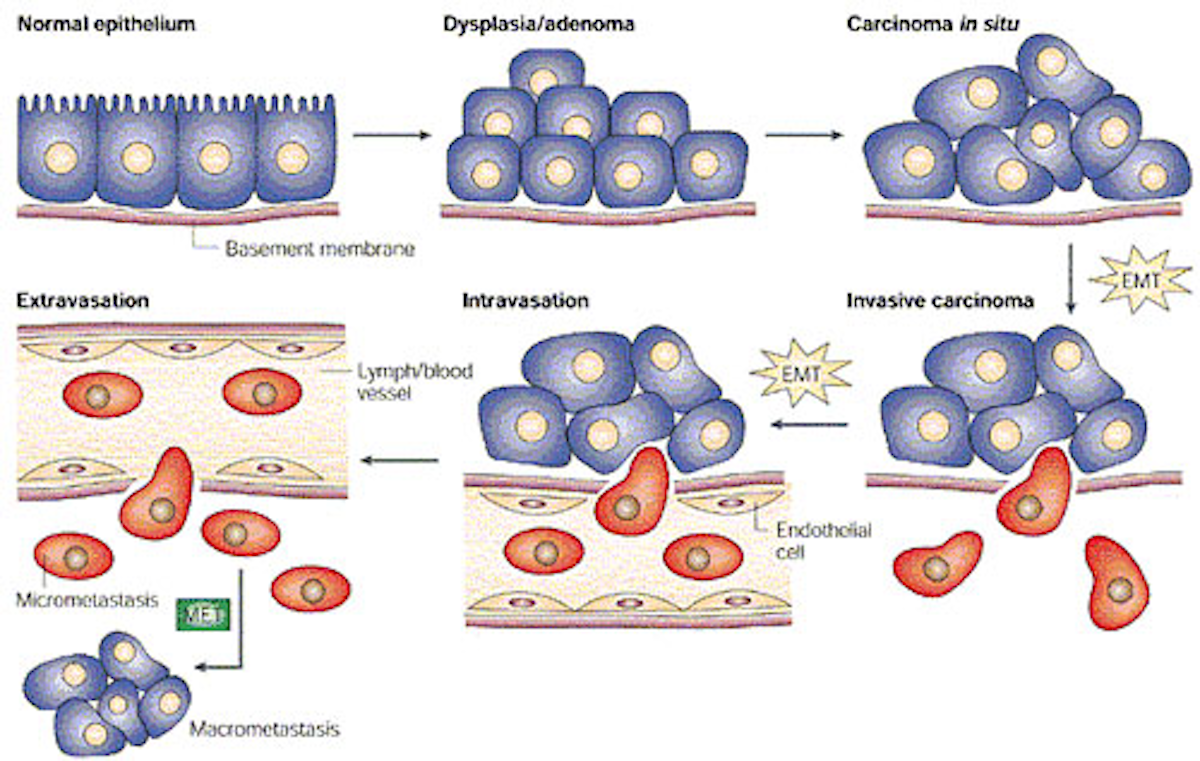 Normal epithelium
Dysplasia/adenoma
Carcinoma in situ
Basement membrane
EMT
Extravasation
Intravasation
Invasive carcinoma
Lymph/blood
vessel
EMT
Endothelial
cell
Micrometastasis
MET
Macrometastasis